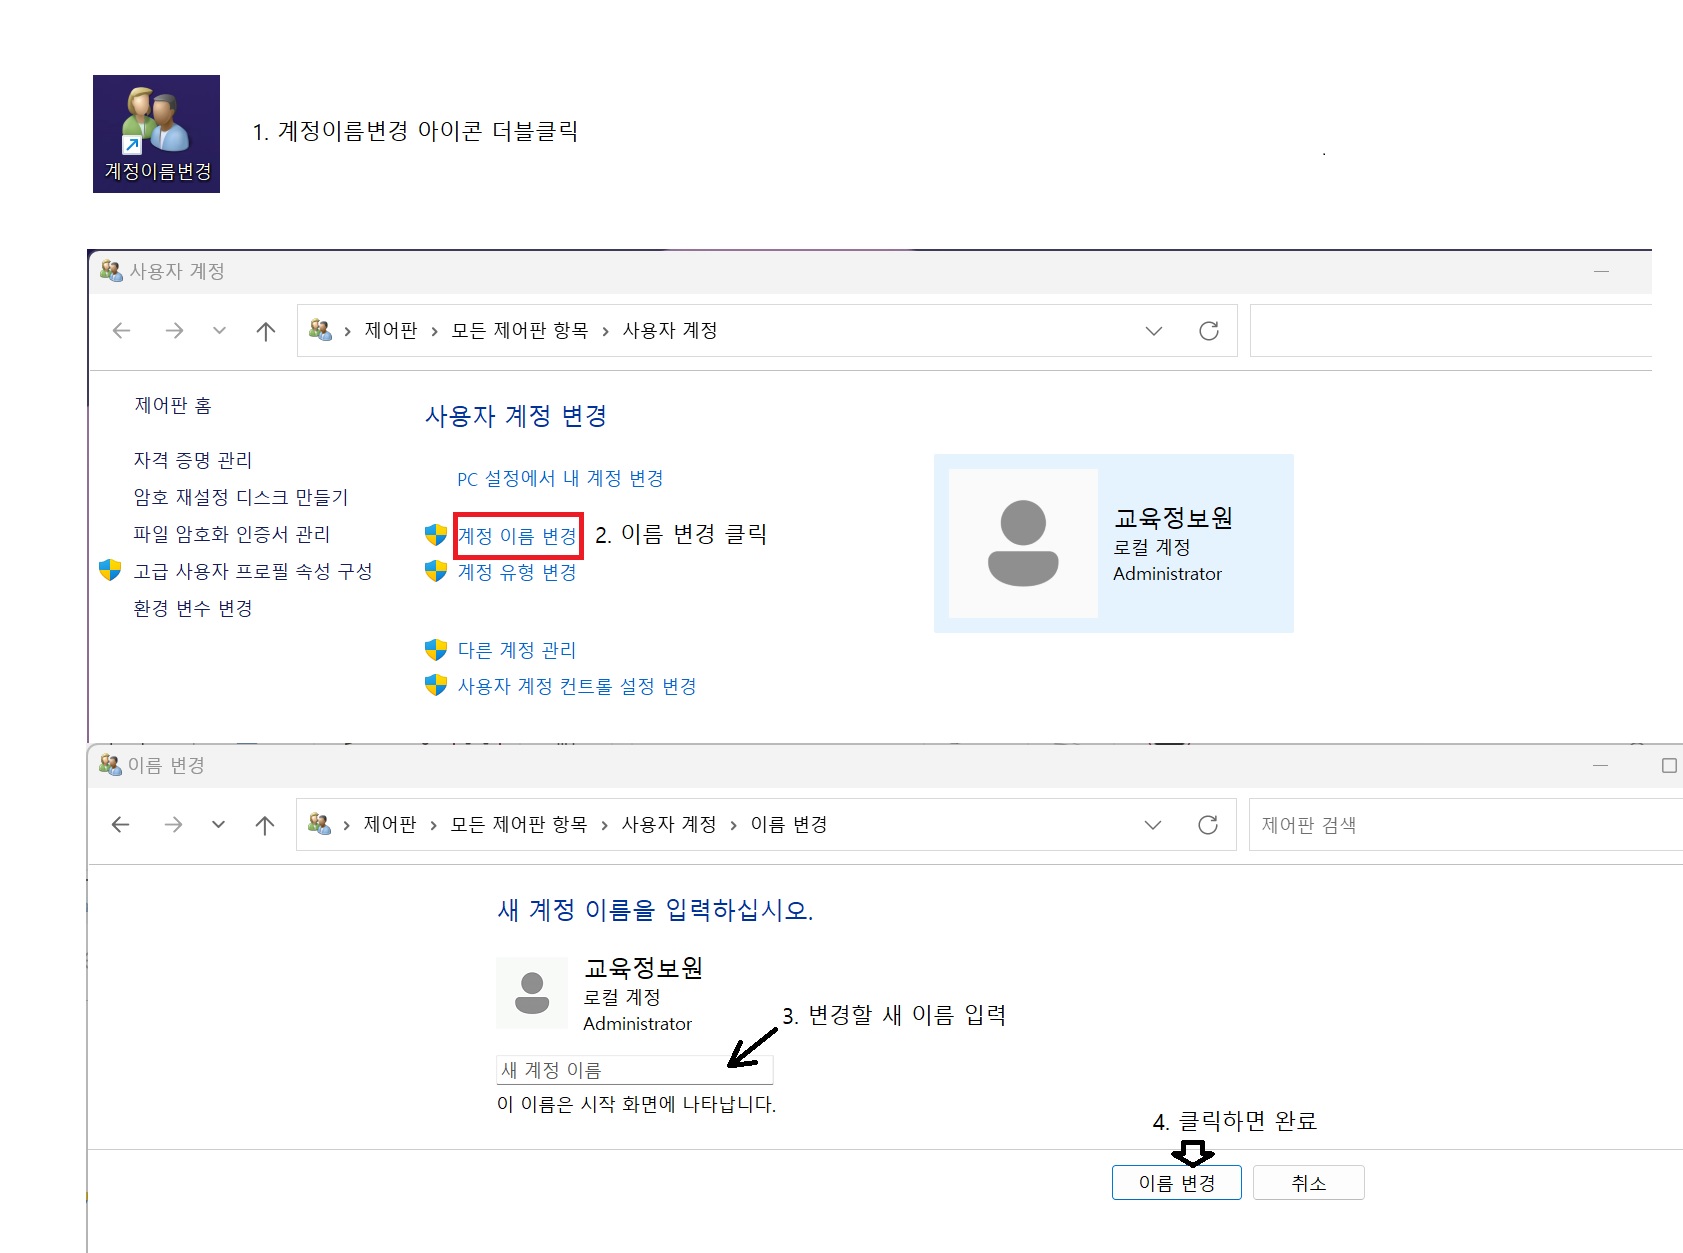 계정이름변경
1. 계정이름변경 아이콘 더블클릭
사용자 계정
제어판 › 모든 제어판 항목 › 사용자 계정
제어판 홈
자격 증명 관리
암호 재설정 디스크 만들기
파일 암호화 인증서 관리
고급 사용자 프로필 속성 구성
환경 변수 변경
사용자 계정 변경
PC 설정에서 내 계정 변경
계정 이름 변경
2. 이름 변경 클릭
계정 유형 변경
다른 계정 관리
사용자 계정 컨트롤 설정 변경
교육정보원
로컬 계정
Administrator
이름 변경
제어판 › 모든 제어판 항목 › 사용자 계정 › 이름 변경
제어판 검색
새 계정 이름을 입력하십시오.
교육정보원
로컬 계정
Administrator
3. 변경할 새 이름 입력
새 계정 이름
이 이름은 시작 화면에 나타납니다.
4. 클릭하면 완료
이름 변경
취소